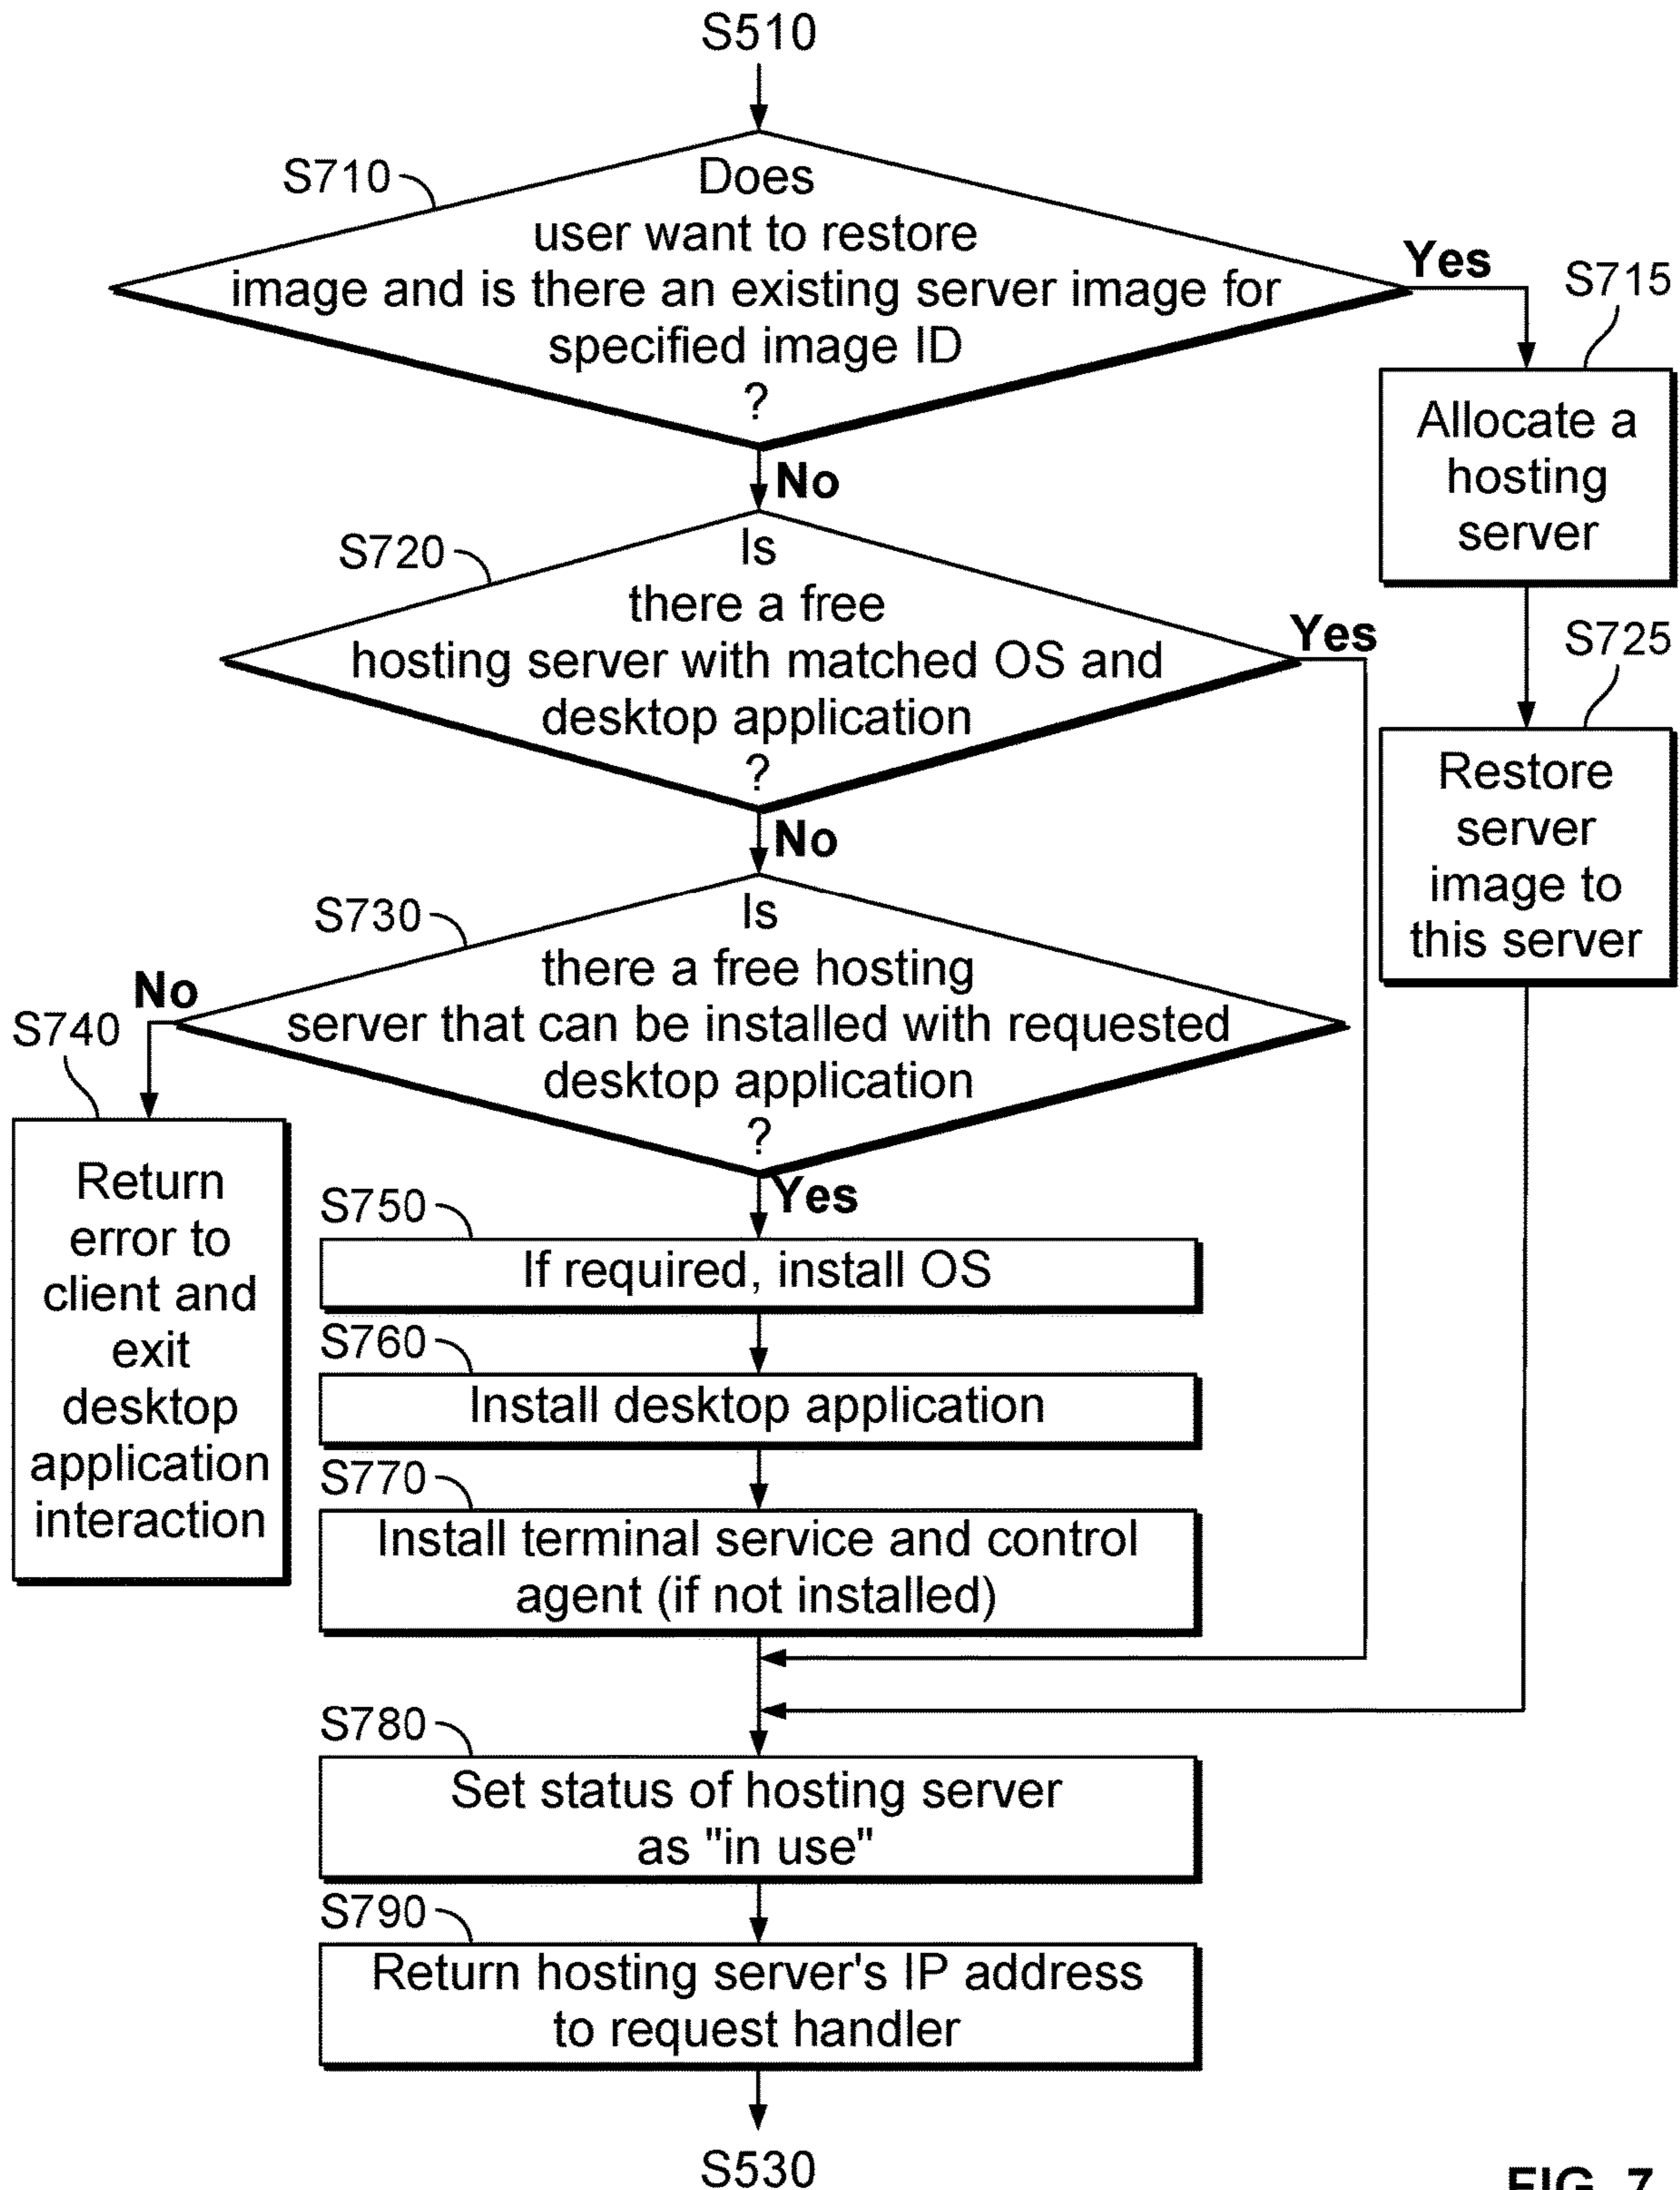 S510
S710
Does
user want to restore
image and is there an existing server image for
specified image ID
?
Yes
S715
Allocate a
hosting
server
No
S720
Is
there a free
hosting server with matched OS and
desktop application
?
Yes
S725
Restore
server
image to
this server
No
S730
Is
there a free hosting
server that can be installed with requested
desktop application
?
No
S740
Return
error to
client and
exit
desktop
application
interaction
Yes
S750
If required, install OS
S760
Install desktop application
S770
Install terminal service and control
agent (if not installed)
S780
Set status of hosting server
as "in use"
S790
Return hosting server's IP address
to request handler
S530
FIG. 7